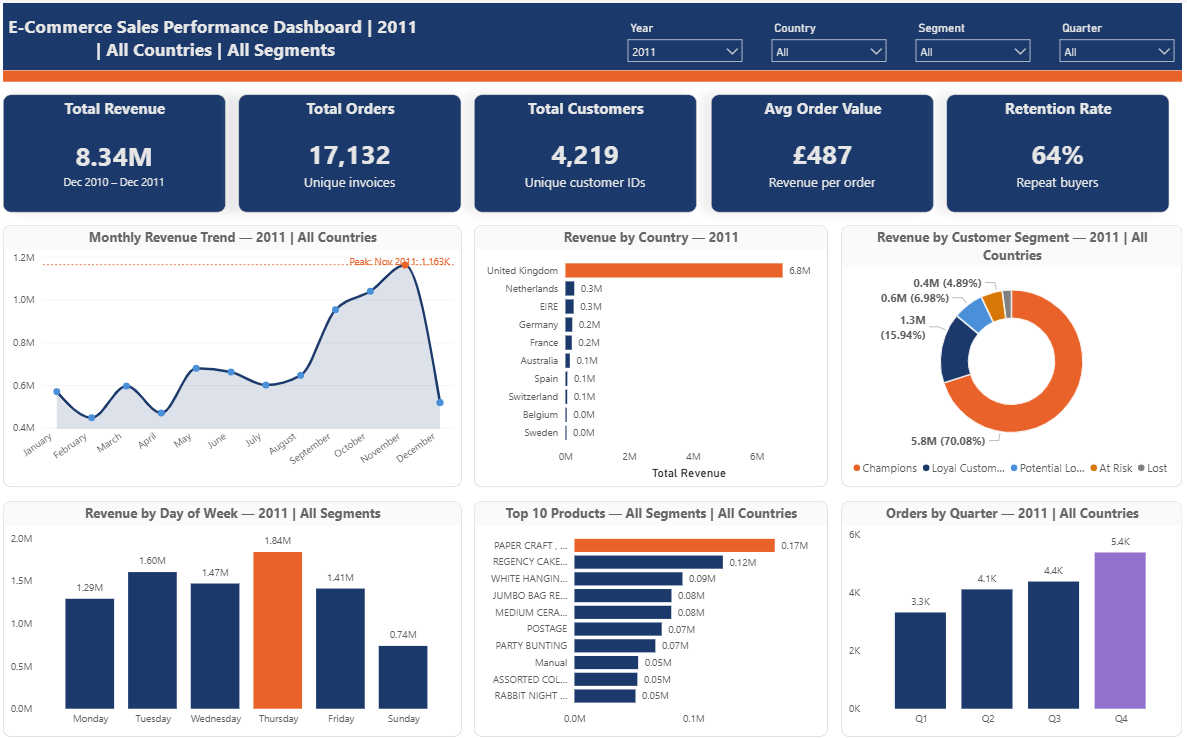 E-Commerce Sales Performance Dashboard | 2011
| All Countries | All Segments
Year
2011
Country
All
Segment
All
Quarter
All
Total Revenue
8.34M
Dec 2010 – Dec 2011
Total Orders
17,132
Unique invoices
Total Customers
4,219
Unique customer IDs
Avg Order Value
£487
Revenue per order
Retention Rate
64%
Repeat buyers
Monthly Revenue Trend — 2011 | All Countries
1.2M
1.0M
0.8M
0.6M
0.4M
Peak: Nov 2011: 1,163K
January
February
March
April
May
June
July
August
September
October
November
December
Revenue by Country — 2011
United Kingdom 6.8M
Netherlands 0.3M
EIRE 0.3M
Germany 0.2M
France 0.2M
Australia 0.1M
Spain 0.1M
Switzerland 0.1M
Belgium 0.0M
Sweden 0.0M
0M 2M 4M 6M
Total Revenue
Revenue by Customer Segment — 2011 | All
Countries
0.4M (4.89%)
0.6M (6.98%)
1.3M
(15.94%)
5.8M (70.08%)
Champions Loyal Custom... Potential Lo... At Risk Lost
Revenue by Day of Week — 2011 | All Segments
2.0M
1.5M
1.0M
0.5M
0.0M
1.29M
1.60M
1.47M
1.84M
1.41M
0.74M
Monday Tuesday Wednesday Thursday Friday Sunday
Top 10 Products — All Segments | All Countries
PAPER CRAFT , ... 0.17M
REGENCY CAKE... 0.12M
WHITE HANGIN... 0.09M
JUMBO BAG RE... 0.08M
MEDIUM CERA... 0.08M
POSTAGE 0.07M
PARTY BUNTING 0.07M
Manual 0.05M
ASSORTED COL... 0.05M
RABBIT NIGHT ... 0.05M
0.0M 0.1M
Orders by Quarter — 2011 | All Countries
6K
4K
2K
0K
3.3K
4.1K
4.4K
5.4K
Q1 Q2 Q3 Q4